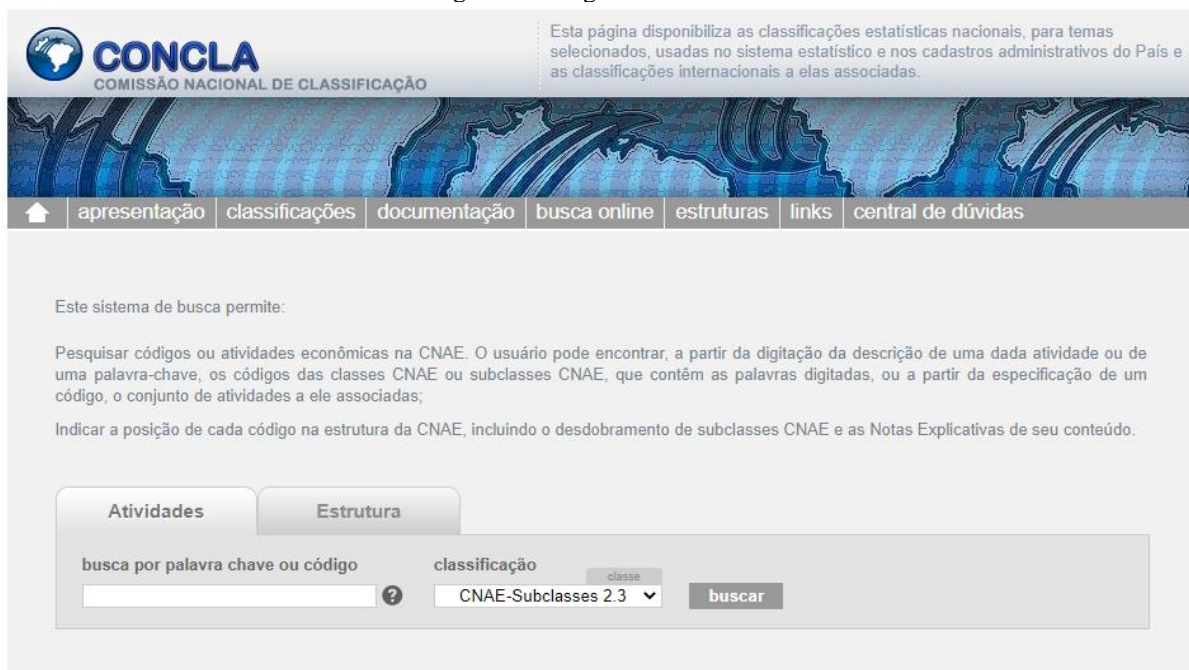 Esta página disponibiliza as classificações estatísticas nacionais, para temas
selecionados, usadas no sistema estatístico e nos cadastros administrativos do País e
as classificações internacionais a elas associadas.
CONCLA
COMISSÃO NACIONAL DE CLASSIFICAÇÃO
apresentação classificações documentação busca online estruturas links central de dúvidas
Este sistema de busca permite:
Pesquisar códigos ou atividades econômicas na CNAE. O usuário pode encontrar, a partir da digitação da descrição de uma dada atividade ou de
uma palavra-chave, os códigos das classes CNAE ou subclasses CNAE, que contêm as palavras digitadas, ou a partir da especificação de um
código, o conjunto de atividades a ele associadas;
Indicar a posição de cada código na estrutura da CNAE, incluindo o desdobramento de subclasses CNAE e as Notas Explicativas de seu conteúdo.
Atividades Estrutura
busca por palavra chave ou código classificação
classe
? CNAE-Subclasses 2.3 buscar